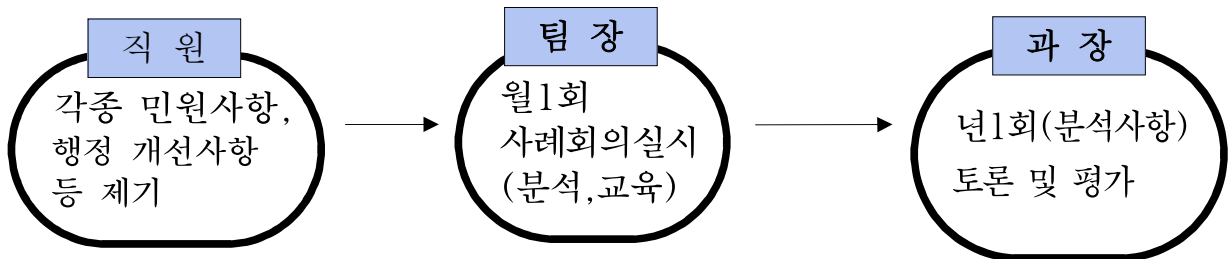 직 원
각종 민원사항,
행정 개선사항
등 제기
팀 장
월1회
사례회의실시
(분석,교육)
과 장
년1회(분석사항)
토론 및 평가